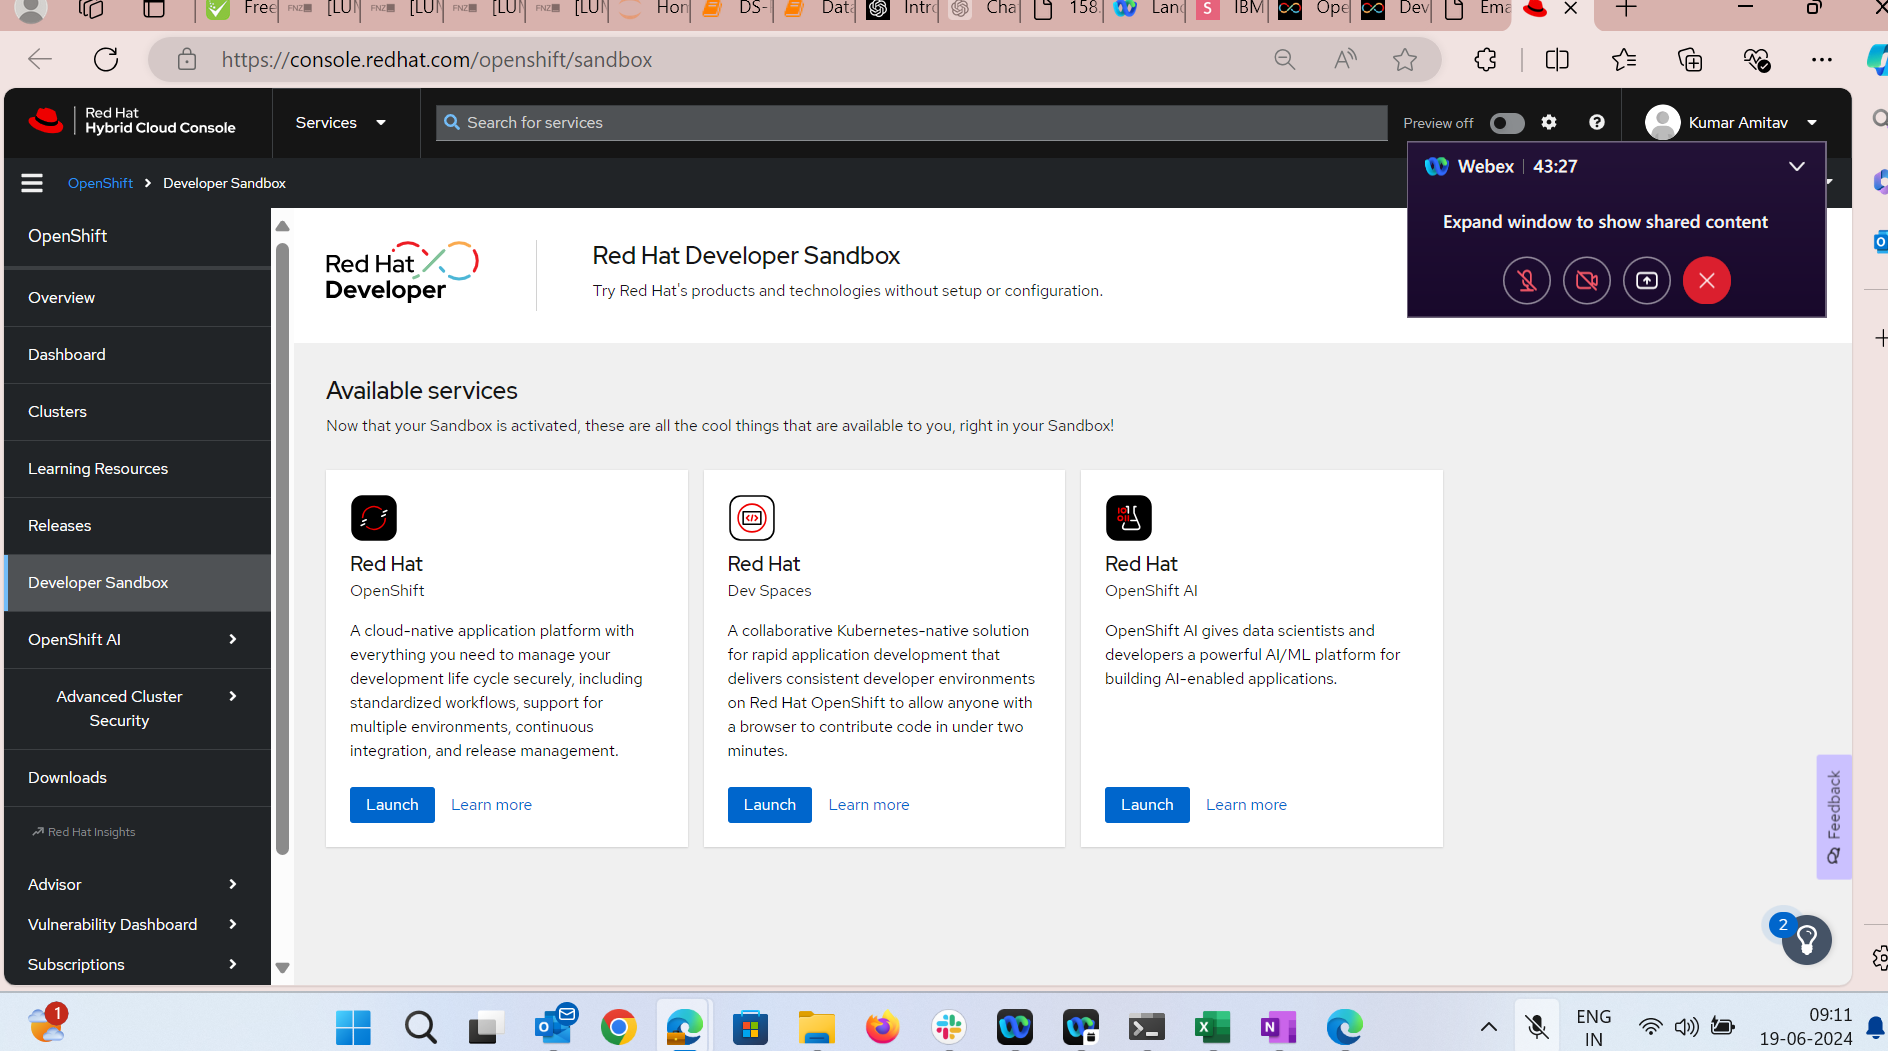 Free
FNZ
[LUN
FNZ
[LUN
FNZ
[LUN
FNZ
[LUN
Hom
DS-
Data
Intro
Cha
158.
Land
S
IBM
Ope
Dev
Ema
https://console.redhat.com/openshift/sandbox
Red Hat
Hybrid Cloud Console
Services
Search for services
Preview off
Kumar Amitav
OpenShift > Developer Sandbox
Webex | 43:27
Expand window to show shared content
OpenShift
Overview
Dashboard
Clusters
Learning Resources
Releases
Developer Sandbox
OpenShift AI
Advanced Cluster
Security
Downloads
Red Hat Insights
Advisor
Vulnerability Dashboard
Subscriptions
Red Hat
Developer
Red Hat Developer Sandbox
Try Red Hat's products and technologies without setup or configuration.
Available services
Now that your Sandbox is activated, these are all the cool things that are available to you, right in your Sandbox!
Red Hat
OpenShift
A cloud-native application platform with
everything you need to manage your
development life cycle securely, including
standardized workflows, support for
multiple environments, continuous
integration, and release management.
Launch
Learn more
Red Hat
Dev Spaces
A collaborative Kubernetes-native solution
for rapid application development that
delivers consistent developer environments
on Red Hat OpenShift to allow anyone with
a browser to contribute code in under two
minutes.
Launch
Learn more
Red Hat
OpenShift AI
OpenShift AI gives data scientists and
developers a powerful AI/ML platform for
building AI-enabled applications.
Launch
Learn more
Feedback
2
1
ENG
IN
09:11
19-06-2024